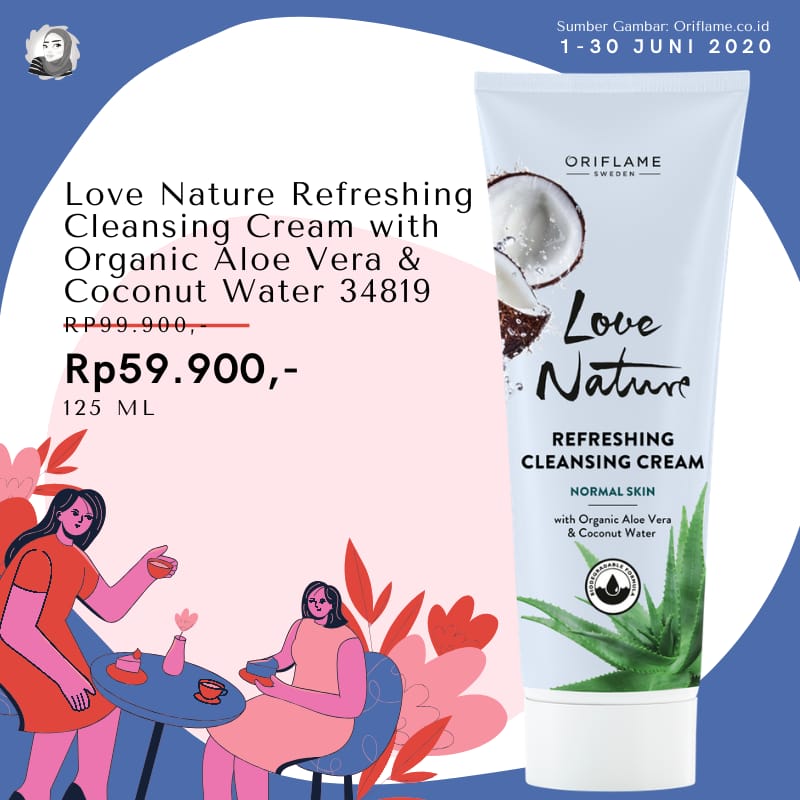 Sumber Gambar: Oriflame.co.id
1-30 JUNI 2020
Love Nature Refreshing
Cleansing Cream with
Organic Aloe Vera &
Coconut Water 34819
RP99.900,-
Rp59.900,-
125 ML
ORIFLAME
SWEDEN
Love
Nature
REFRESHING
CLEANSING CREAM
NORMAL SKIN
with Organic Aloe Vera
& Coconut Water
BIODEGRADABLE FORMULA